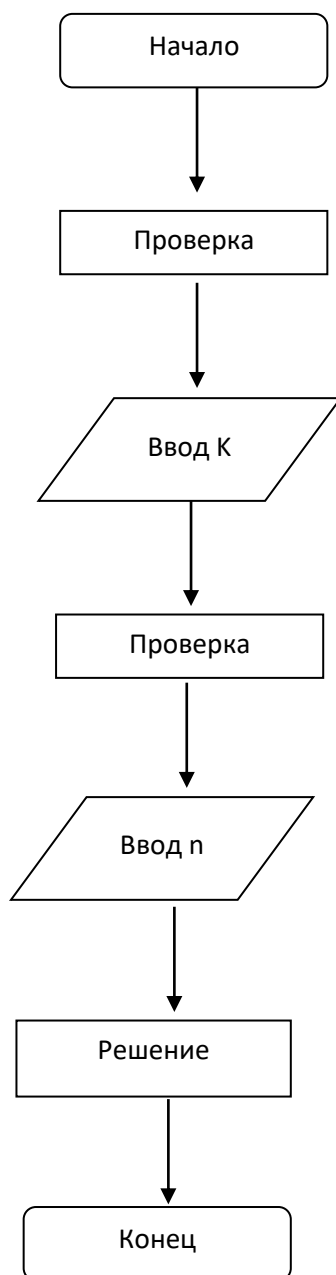 Начало
Проверка
Ввод K
Проверка
Ввод n
Решение
Конец